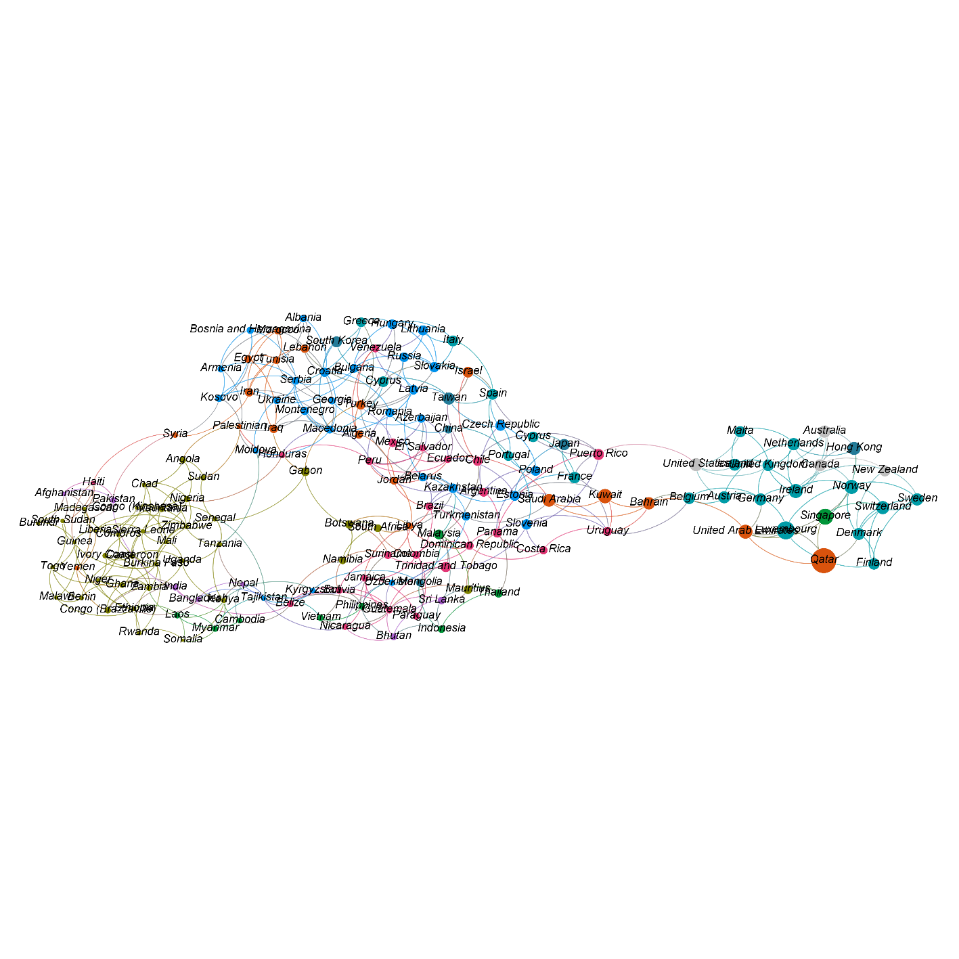 Albania
Greece
Hungary
Lithuania
Bosnia and Herzegovina
Morocco
South Korea
Italy
Lebanon
Venezuela
Egypt
Tunisia
Russia
Armenia
Croatia
Bulgaria
Slovakia
Israel
Serbia
Cyprus
Latvia
Iran
Spain
Kosovo
Ukraine
Georgia
Turkey
Taiwan
Montenegro
Romania
Azerbaijan
Palestinian
Iraq
Macedonia
China
Czech Republic
Syria
Algeria
Cyprus
Mexico
El Salvador
Japan
Moldova
Honduras
Portugal
Puerto Rico
Peru
Ecuador
Chile
Angola
Gabon
Poland
France
Sudan
Jordan
Belarus
Haiti
Chad
Kazakhstan
Argentina
Estonia
Saudi Arabia
Kuwait
Bahrain
Afghanistan
Pakistan
Nigeria
Madagascar
Brazil
Turkmenistan
South Sudan
Burundi
Senegal
Zimbabwe
Liberia
Sierra Leone
Comoros
Botswana
South Africa
Libya
Slovenia
Malaysia
Panama
Uruguay
Guinea
Mali
Tanzania
Dominican Republic
Costa Rica
Ivory Coast
Cameroon
Burkina Faso
Uganda
Namibia
Suriname
Colombia
Togo
Yemen
Trinidad and Tobago
Niger
Ghana
Zambia
India
Nepal
Jamaica
Uzbekistan
Mongolia
Malawi
Benin
Bangladesh
Kenya
Tajikistan
Kyrgyzstan
Bolivia
Mauritius
Thailand
Congo (Brazzaville)
Ethiopia
Laos
Belize
Philippines
Guatemala
Sri Lanka
Rwanda
Somalia
Myanmar
Cambodia
Vietnam
Nicaragua
Paraguay
Bhutan
Indonesia
Malta
Australia
Netherlands
Hong Kong
United States
Iceland
United Kingdom
Canada
New Zealand
Belgium
Austria
Germany
Ireland
Norway
Switzerland
Sweden
Singapore
United Arab Emirates
Luxembourg
Denmark
Qatar
Finland